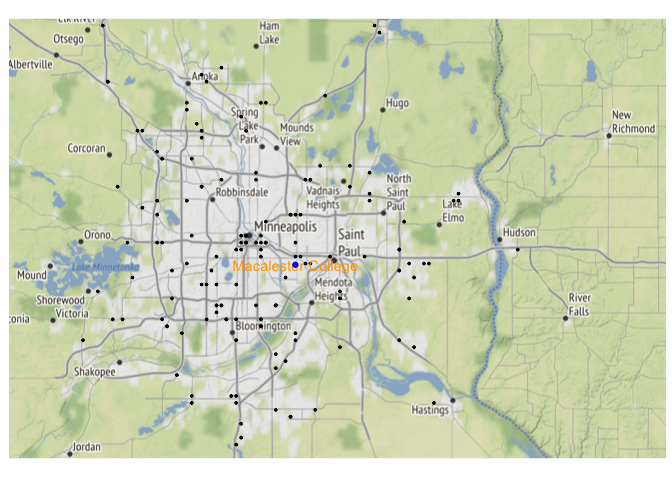 Elk River
Ham
Lake
Otsego
Albertville
Anoka
Hugo
Spring
Lake
Park
Mounds
View
New
Richmond
Corcoran
Vadnais
Heights
North
Saint
Paul
Robbinsdale
Lake
Elmo
Minneapolis
Saint
Paul
Hudson
Orono
Macalester College
Lake Minnetonka
Mound
Mendota
Heights
Shorewood
Victoria
River
Falls
Bloomington
Shakopee
Hastings
Jordan